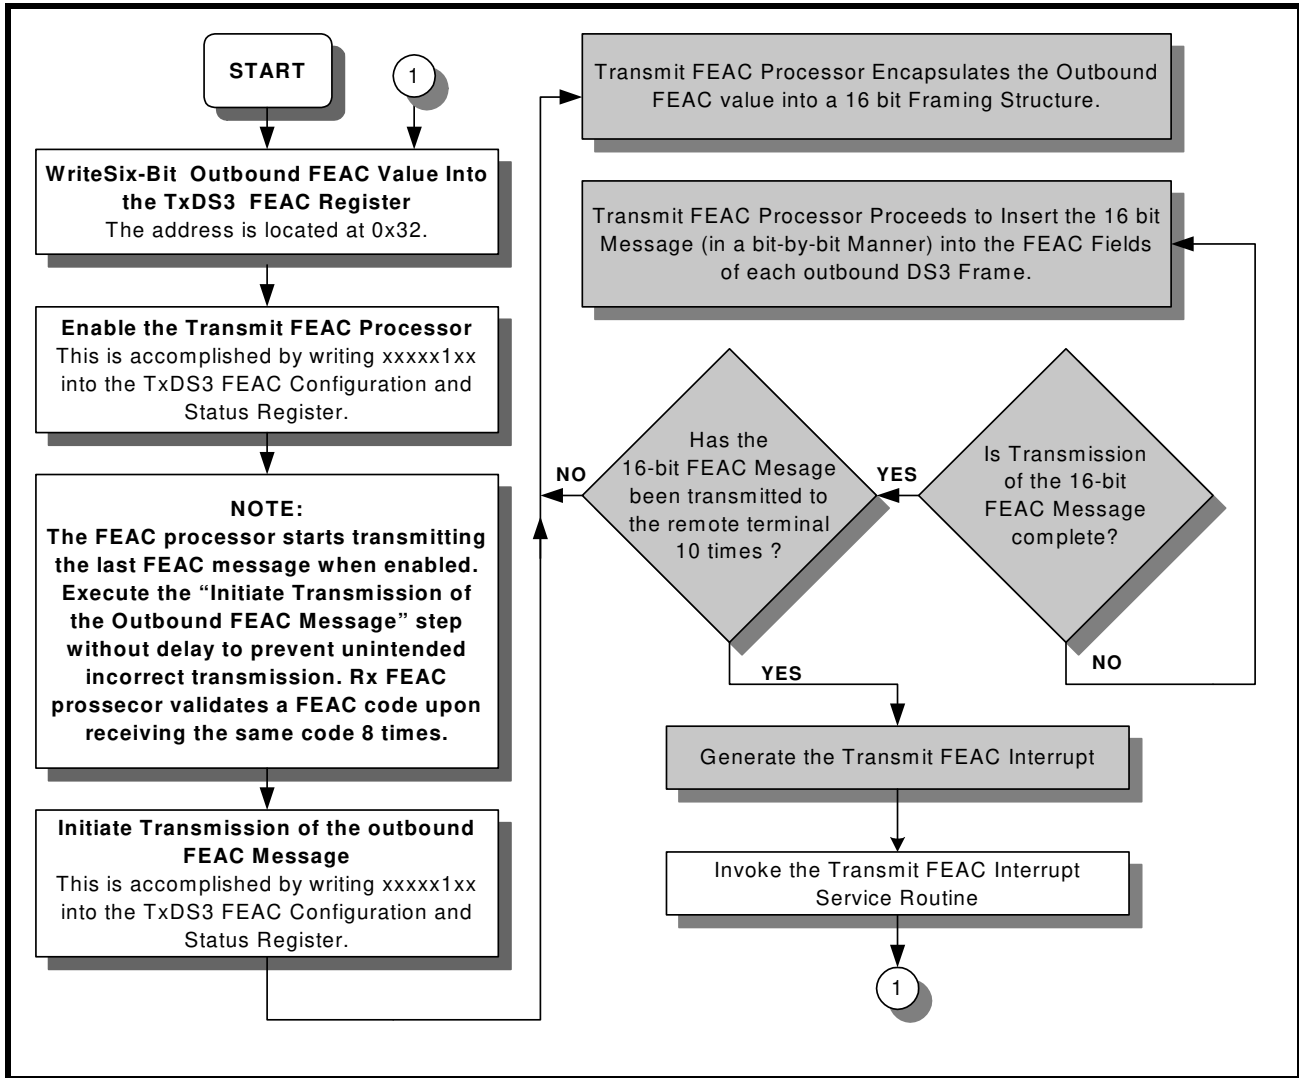 START
1
WriteSix-Bit Outbound FEAC Value Into
the TxDS3 FEAC Register
The address is located at 0x32.
Enable the Transmit FEAC Processor
This is accomplished by writing xxxxx1xx
into the TxDS3 FEAC Configuration and
Status Register.
NOTE:
The FEAC processor starts transmitting
the last FEAC message when enabled.
Execute the “Initiate Transmission of
the Outbound FEAC Message” step
without delay to prevent unintended
incorrect transmission. Rx FEAC
prossecor validates a FEAC code upon
receiving the same code 8 times.
Initiate Transmission of the outbound
FEAC Message
This is accomplished by writing xxxxx1xx
into the TxDS3 FEAC Configuration and
Status Register.
Transmit FEAC Processor Encapsulates the Outbound
FEAC value into a 16 bit Framing Structure.
Transmit FEAC Processor Proceeds to Insert the 16 bit
Message (in a bit-by-bit Manner) into the FEAC Fields
of each outbound DS3 Frame.
Is Transmission
of the 16-bit
FEAC Message
complete?
NO
YES
Has the
16-bit FEAC Mesage
been transmitted to
the remote terminal
10 times ?
NO
YES
Generate the Transmit FEAC Interrupt
Invoke the Transmit FEAC Interrupt
Service Routine
1